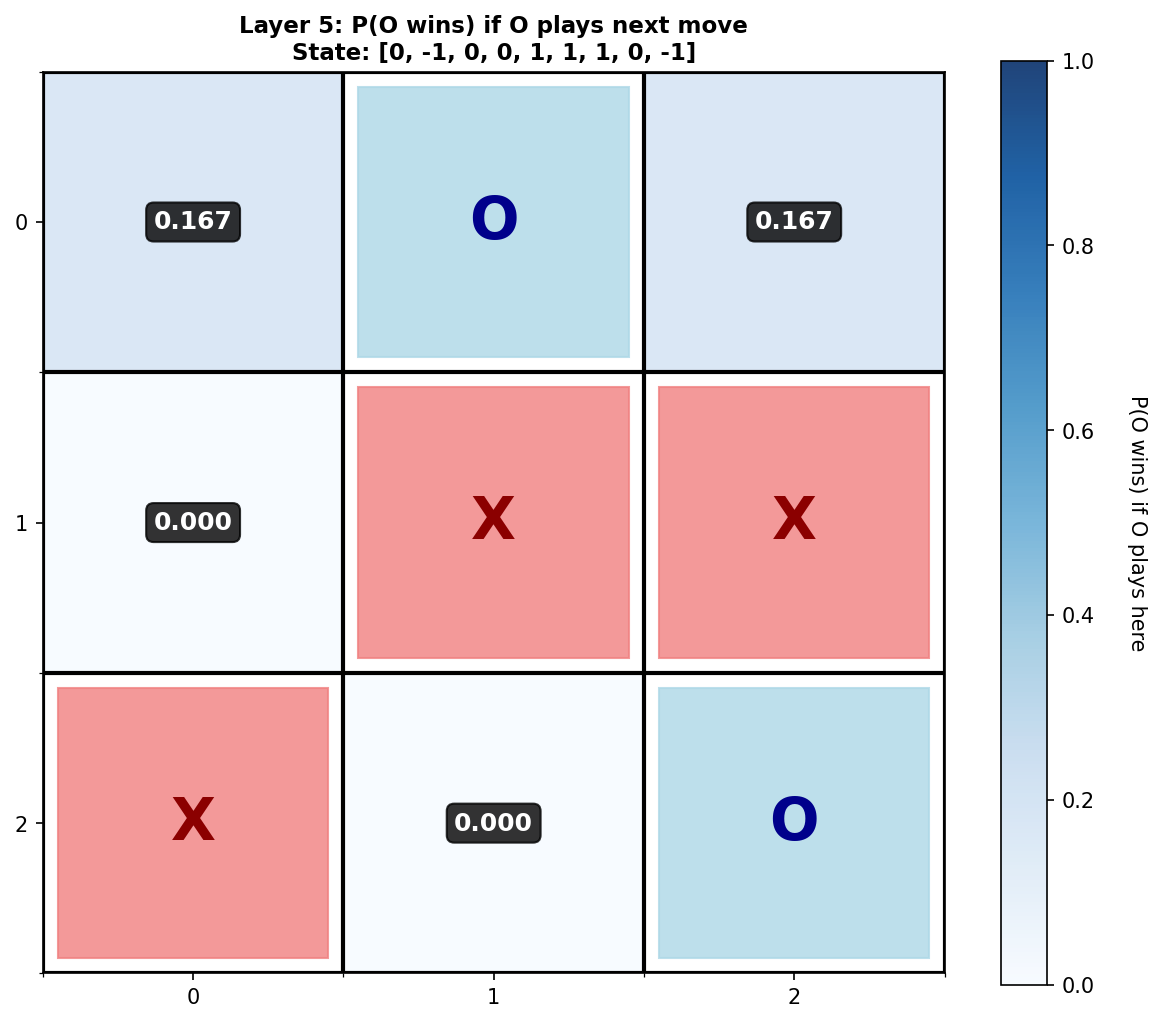 Layer 5: P(O wins) if O plays next move
State: [0, -1, 0, 0, 1, 1, 1, 0, -1]
0.167
O
0.167
0.000
X
X
X
0.000
O
0
1
2
0
1
2
1.0
0.8
0.6
0.4
0.2
0.0
P(O wins) if O plays here